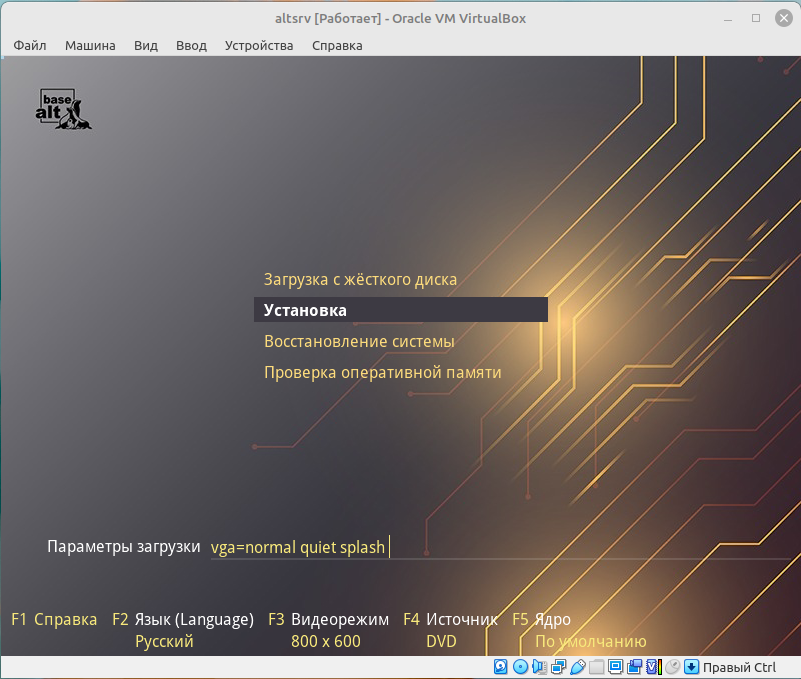 altsrv [Работает] - Oracle VM VirtualBox
Файл Машина Вид Ввод Устройства Справка
base
alt
Загрузка с жёсткого диска
Установка
Восстановление системы
Проверка оперативной памяти
Параметры загрузки vga=normal quiet splash
F1 Справка F2 Язык (Language) F3 Видеорежим F4 Источник F5 Ядро
Русский 800 x 600 DVD По умолчанию
Правый Ctrl